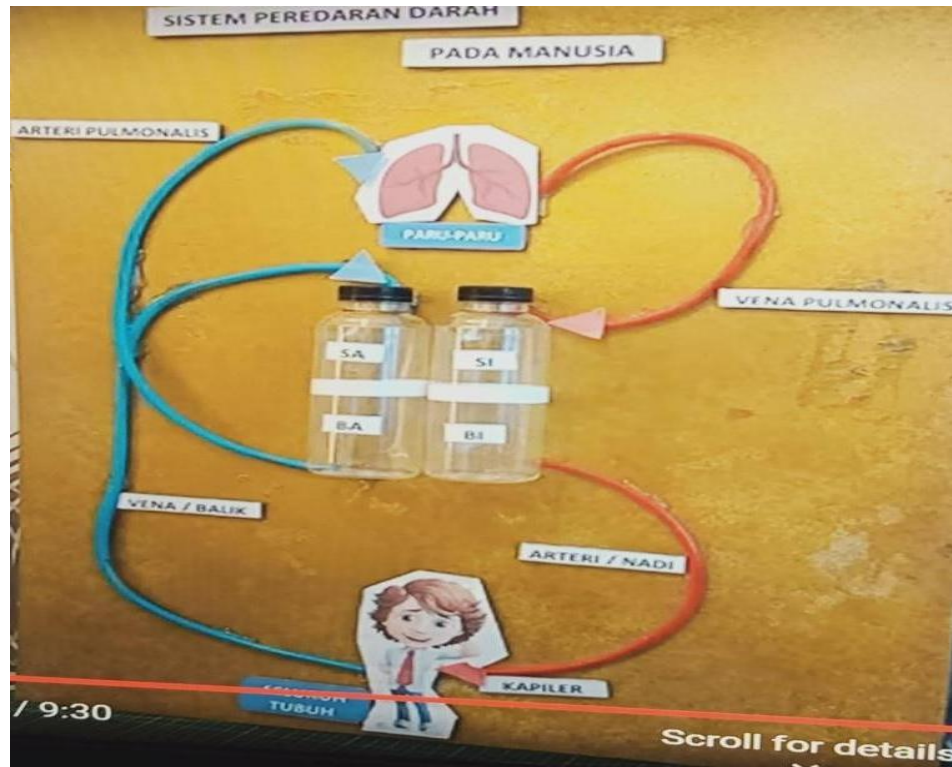 SISTEM PEREDARAN DARAH
PADA MANUSIA
ARTERI PULMONALIS
PARU-PARU
VENA PULMONALIS
SA
SI
BA
BI
VENA / BALIK
ARTERI / NADI
KAPILER
TUBUH
/ 9:30
Scroll for details